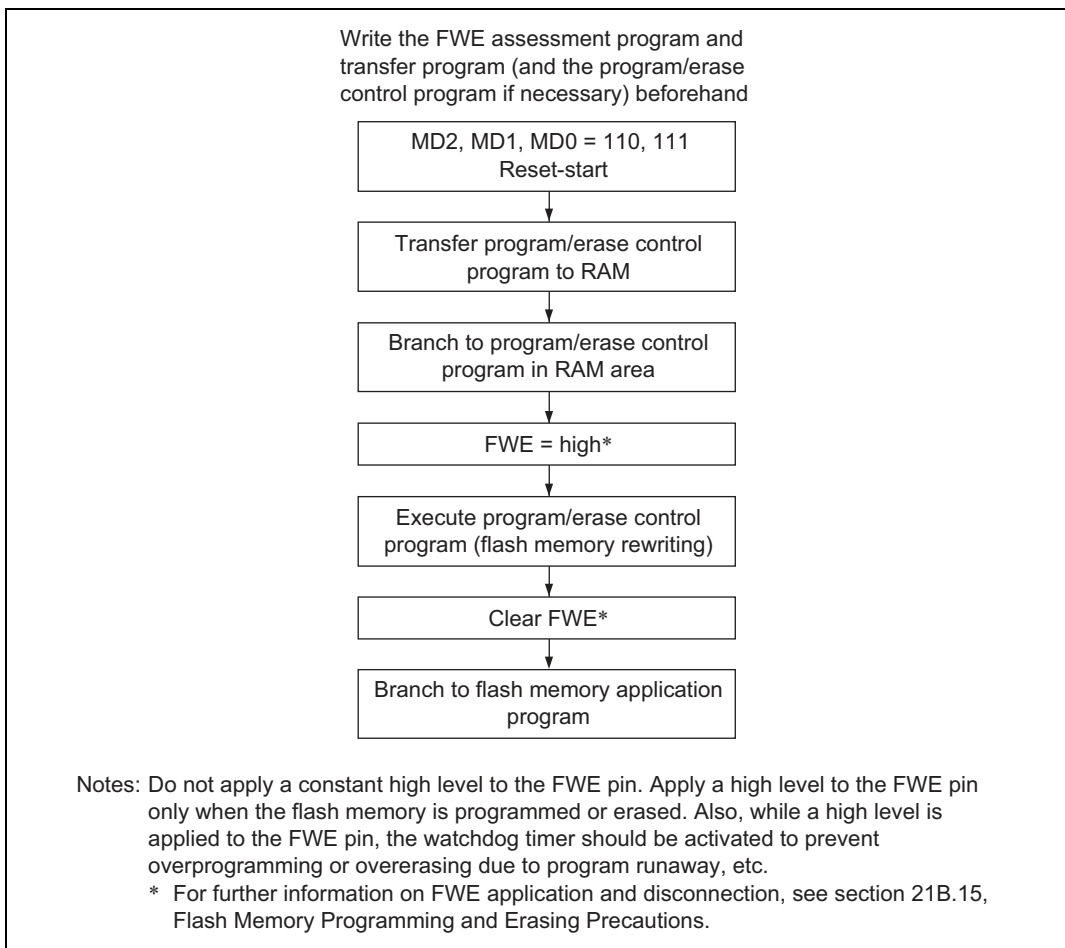 Write the FWE assessment program and
transfer program (and the program/erase
control program if necessary) beforehand
MD2, MD1, MD0 = 110, 111
Reset-start
Transfer program/erase control
program to RAM
Branch to program/erase control
program in RAM area
FWE = high*
Execute program/erase control
program (flash memory rewriting)
Clear FWE*
Branch to flash memory application
program
Notes: Do not apply a constant high level to the FWE pin. Apply a high level to the FWE pin
only when the flash memory is programmed or erased. Also, while a high level is
applied to the FWE pin, the watchdog timer should be activated to prevent
overprogramming or overerasing due to program runaway, etc.
* For further information on FWE application and disconnection, see section 21B.15,
Flash Memory Programming and Erasing Precautions.